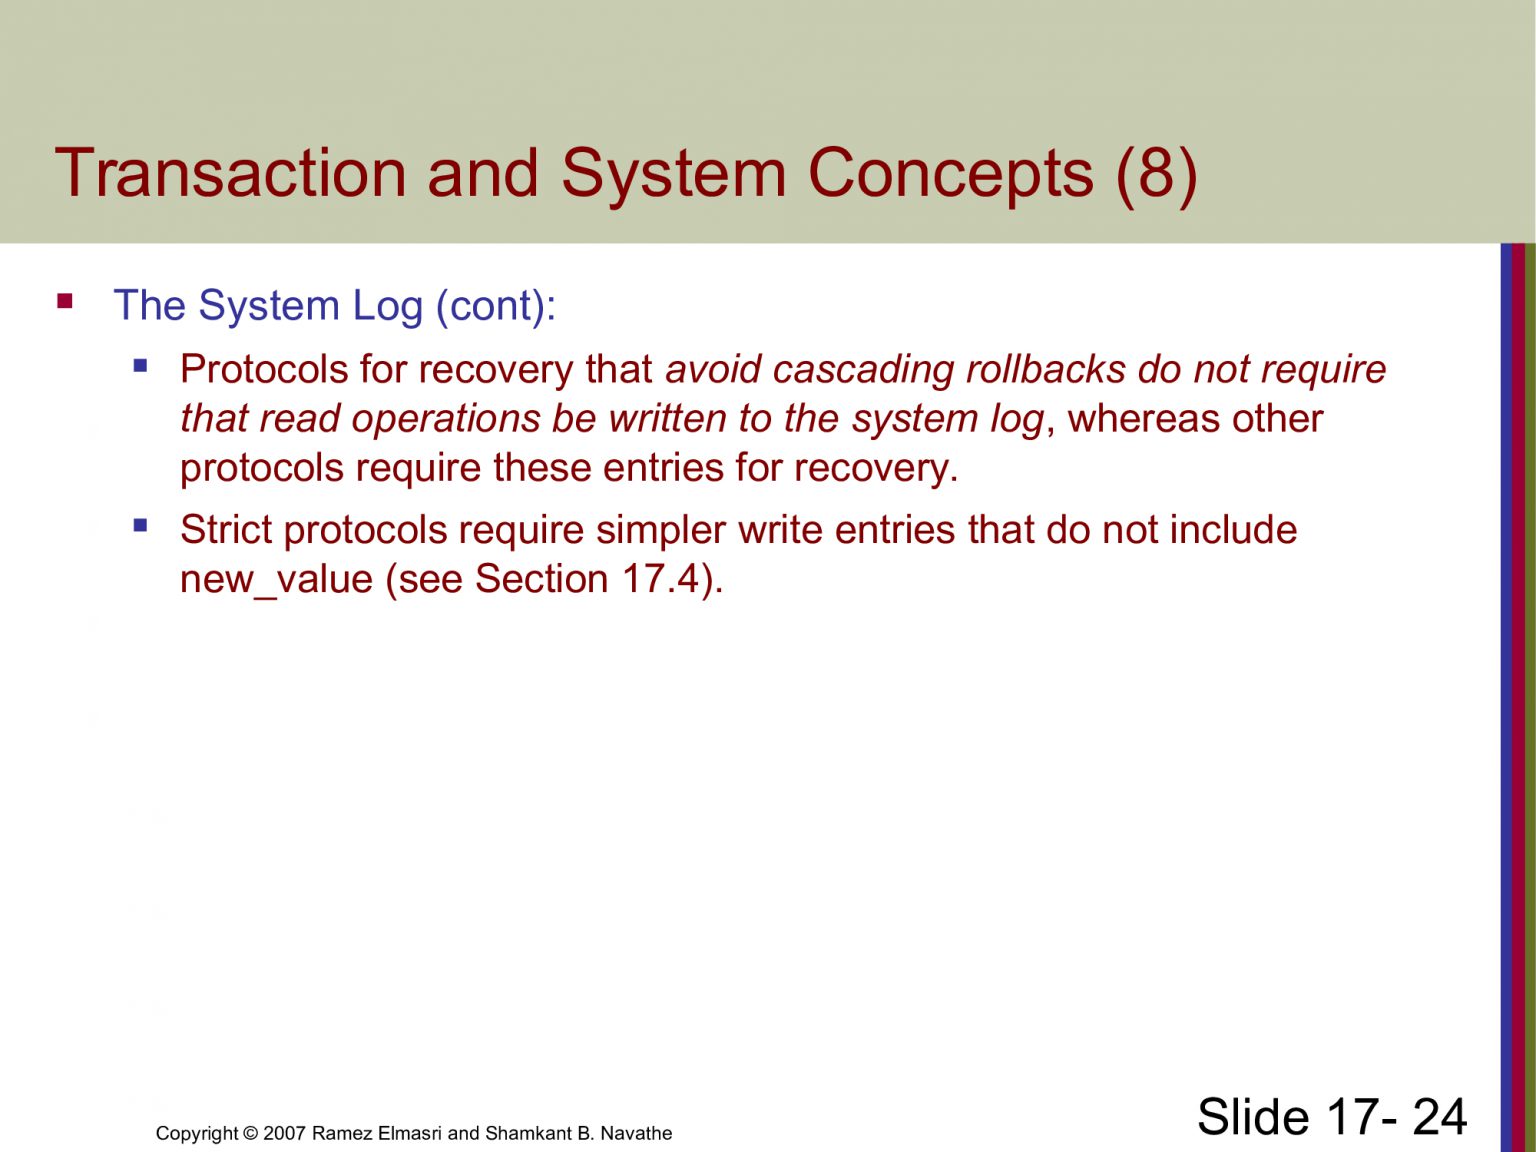 Transaction and System Concepts (8)
The System Log (cont):
Protocols for recovery that avoid cascading rollbacks do not require
that read operations be written to the system log, whereas other
protocols require these entries for recovery.
Strict protocols require simpler write entries that do not include
new_value (see Section 17.4).
Copyright © 2007 Ramez Elmasri and Shamkant B. Navathe
Slide 17- 24